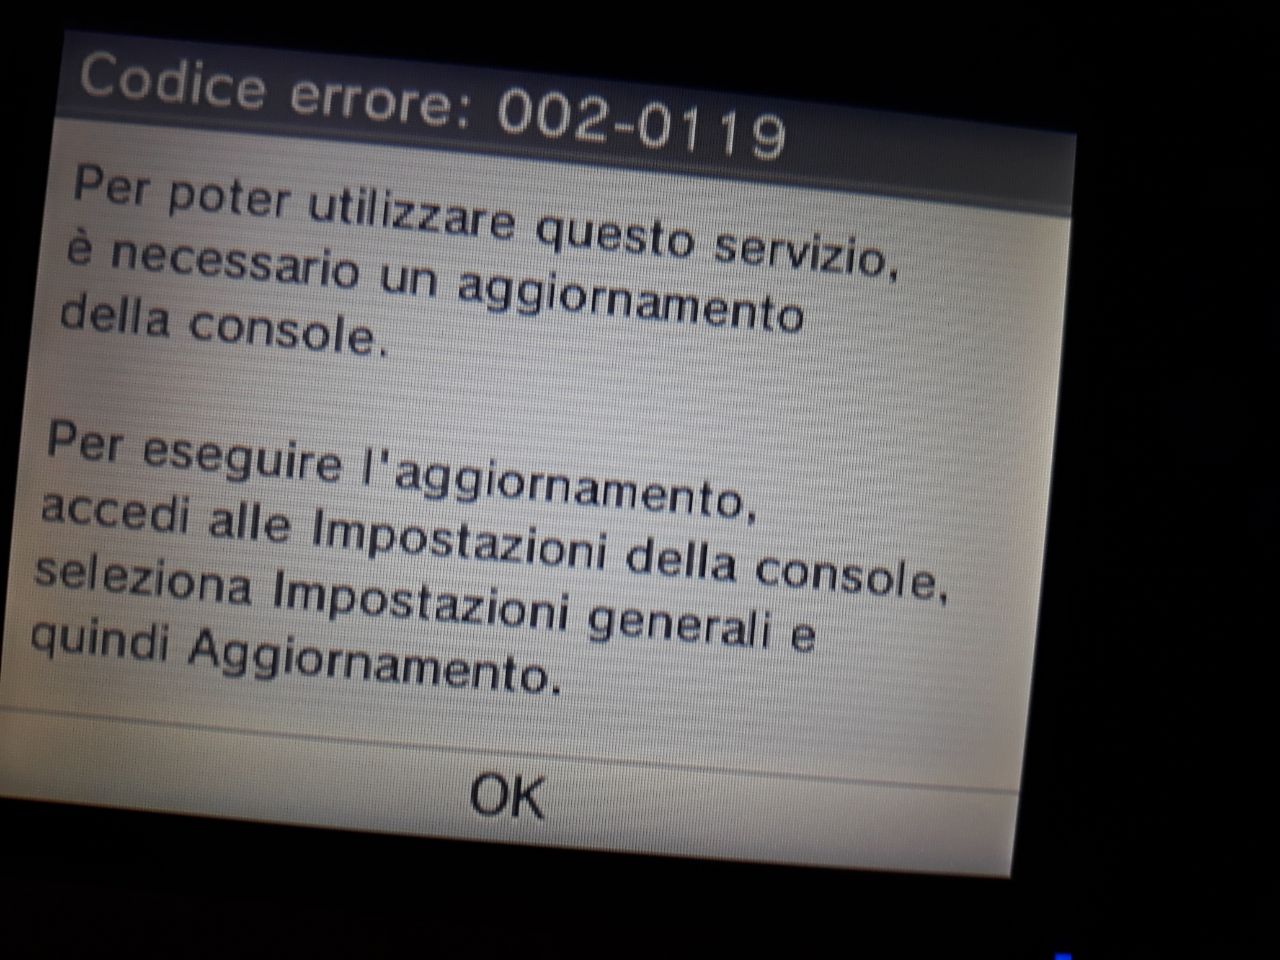 Codice errore: 002-0119
Per poter utilizzare questo servizio,
è necessario un aggiornamento
della console.
Per eseguire l'aggiornamento,
accedi alle Impostazioni della console,
seleziona Impostazioni generali e
quindi Aggiornamento.
OK